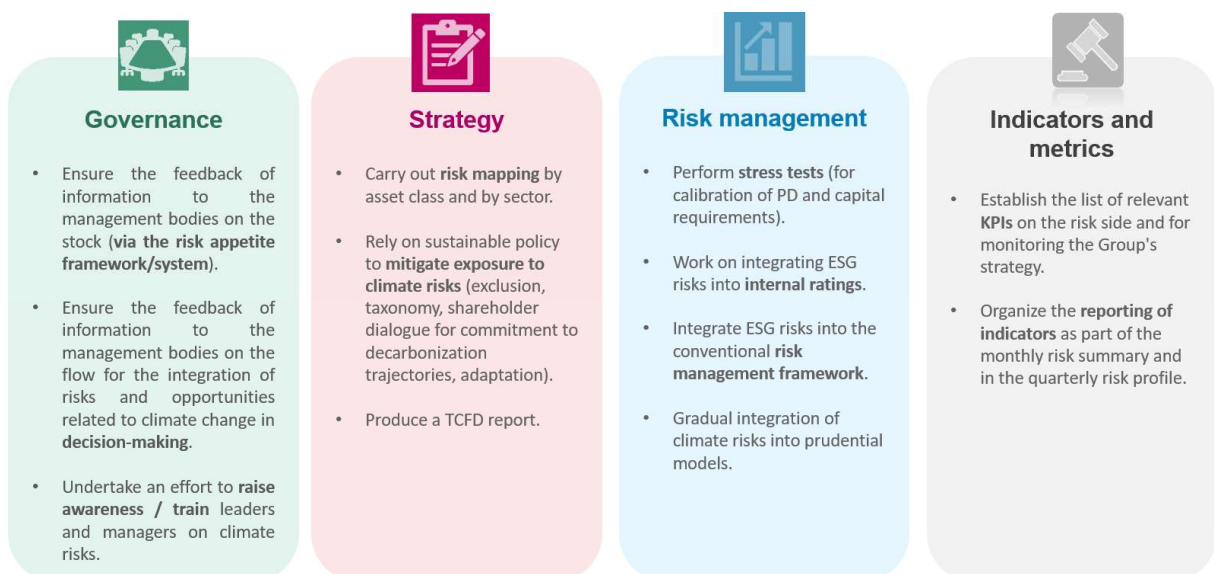 Governance
• Ensure the feedback of
information to the
management bodies on the
stock (via the risk appetite
framework/system).
• Ensure the feedback of
information to the
management bodies on the
flow for the integration of
risks and opportunities
related to climate change in
decision-making.
• Undertake an effort to raise
awareness / train leaders
and managers on climate
risks.
Strategy
• Carry out risk mapping by
asset class and by sector.
• Rely on sustainable policy
to mitigate exposure to
climate risks (exclusion,
taxonomy, shareholder
dialogue for commitment to
decarbonization
trajectories, adaptation).
• Produce a TCFD report.
Risk management
• Perform stress tests (for
calibration of PD and capital
requirements).
• Work on integrating ESG
risks into internal ratings.
• Integrate ESG risks into the
conventional risk
management framework.
• Gradual integration of
climate risks into prudential
models.
Indicators and
metrics
• Establish the list of relevant
KPIs on the risk side and for
monitoring the Group's
strategy.
• Organize the reporting of
indicators as part of the
monthly risk summary and
in the quarterly risk profile.